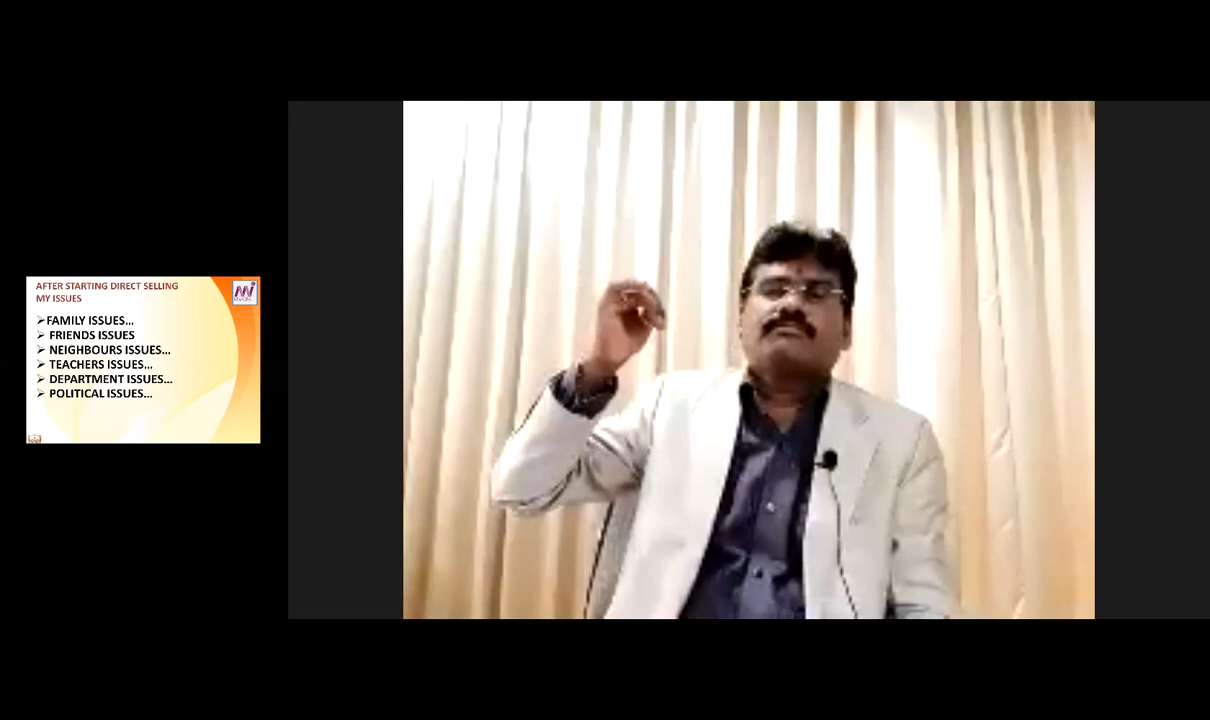 AFTER STARTING DIRECT SELLING
MY ISSUES
➢FAMILY ISSUES...
➢ FRIENDS ISSUES
➢ NEIGHBOURS ISSUES...
➢ TEACHERS ISSUES...
➢ DEPARTMENT ISSUES...
➢ POLITICAL ISSUES...